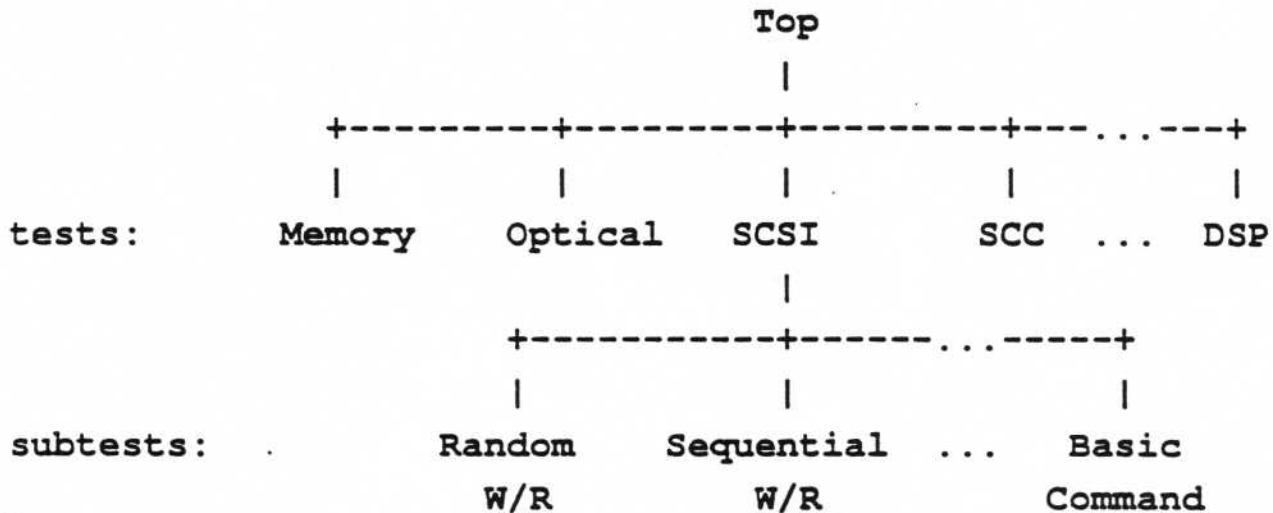 Top
|
+----------+----------+----------+---...---+
| | | | |
tests: Memory Optical SCSI SCC ... DSP
|
+------------+-------...-----+
| | |
subtests: Random Sequential ... Basic
W/R W/R Command